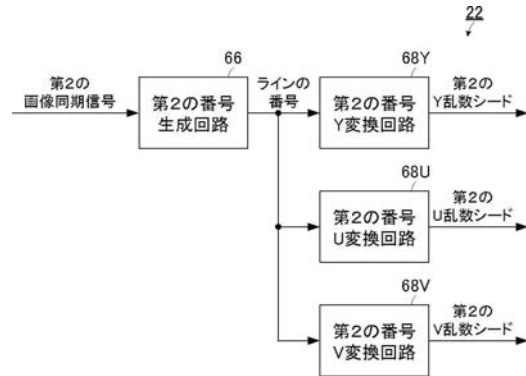 22
第2の
画像同期信号
66
第2の番号
生成回路
ラインの
番号
68Y
第2の番号
Y変換回路
第2の
Y乱数シード
68U
第2の番号
U変換回路
第2の
U乱数シード
68V
第2の番号
V変換回路
第2の
V乱数シード